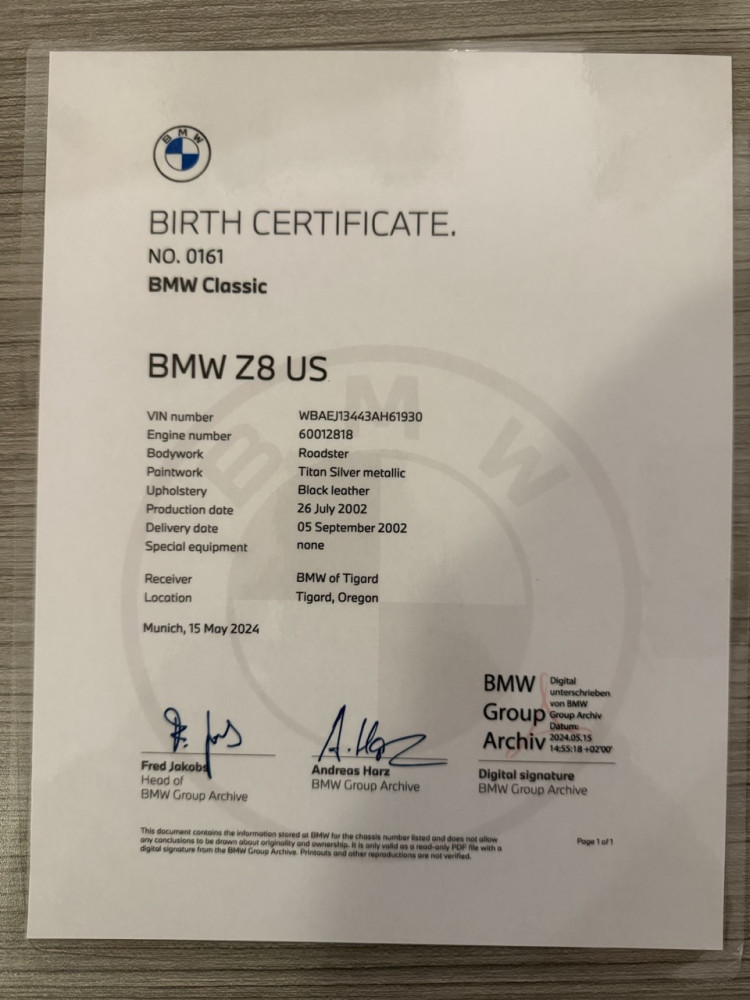 BMW
BIRTH CERTIFICATE.
NO. 0161
BMW Classic
BMW Z8 US
VIN number WBAEJ13443AH61930
Engine number 60012818
Bodywork Roadster
Paintwork Titan Silver metallic
Upholstery Black leather
Production date 26 July 2002
Delivery date 05 September 2002
Special equipment none
Receiver BMW of Tigard
Location Tigard, Oregon
Munich, 15 May 2024
BMW
Group
Archiv
Digital
unterschrieben
von BMW
Group Archiv
Datum:
2024.05.15
14:55:18 +02'00'
Fred Jakobs
Head of
BMW Group Archive
A. Harz
Andreas Harz
BMW Group Archive
Digital signature
BMW Group Archive
This document contains the information stored at BMW for the chassis number listed and does not allow
any conclusions to be drawn about originality and ownership. It is only valid as a read-only PDF file with a
digital signature from the BMW Group Archive. Printouts and other reproductions are not verified.
Page 1 of 1
BMW